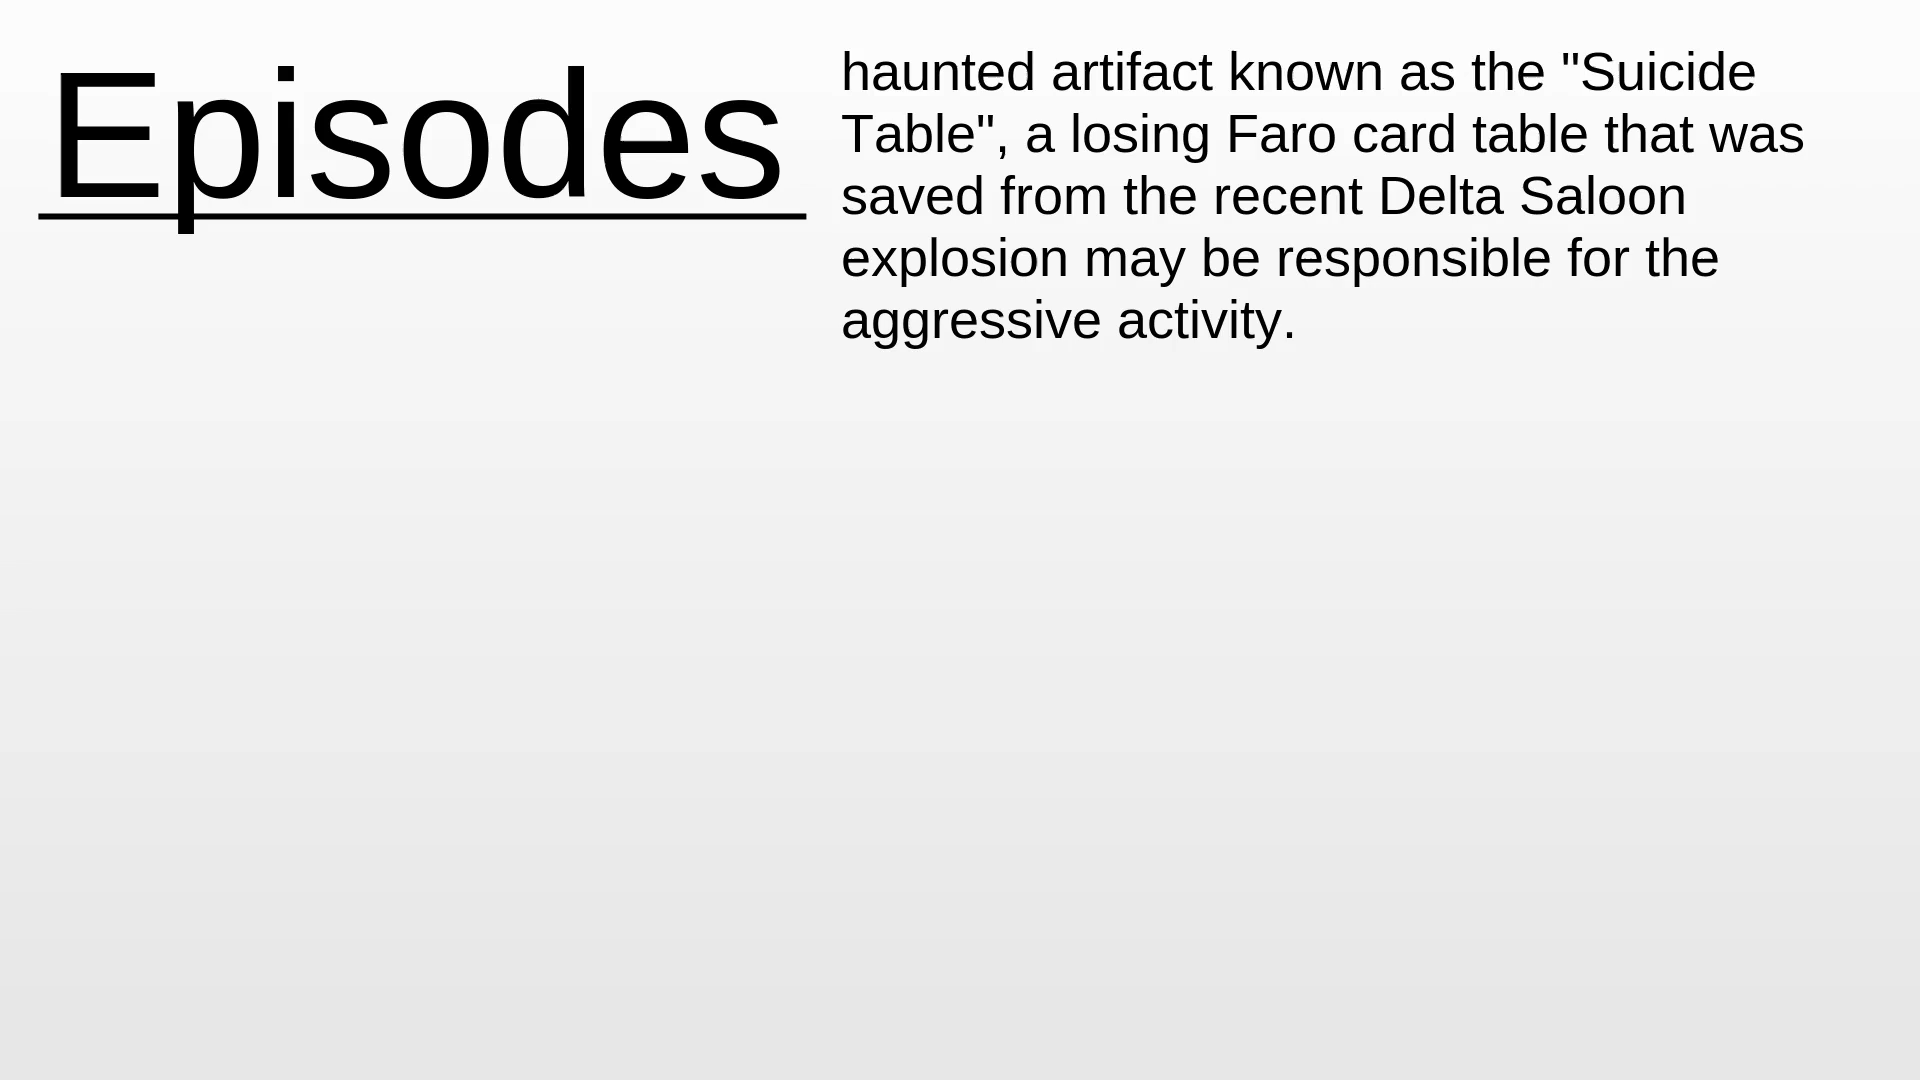 Episodes
haunted artifact known as the "Suicide
Table", a losing Faro card table that was
saved from the recent Delta Saloon
explosion may be responsible for the
aggressive activity.